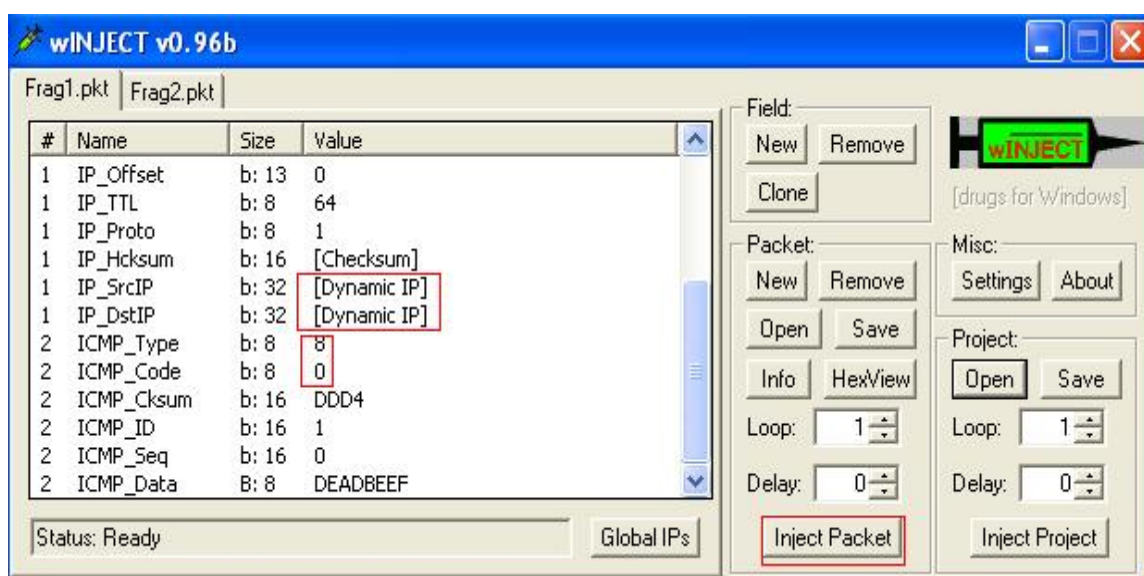 wINJECT v0.96b
Frag1.pkt Frag2.pkt
# Name Size Value
1 IP_Offset b: 13 0
1 IP_TTL b: 8 64
1 IP_Proto b: 8 1
1 IP_Hcksum b: 16 [Checksum]
1 IP_SrcIP b: 32 [Dynamic IP]
1 IP_DstIP b: 32 [Dynamic IP]
2 ICMP_Type b: 8 8
2 ICMP_Code b: 8 0
2 ICMP_Cksum b: 16 DDD4
2 ICMP_ID b: 16 1
2 ICMP_Seq b: 16 0
2 ICMP_Data B: 8 DEADBEEF
Status: Ready
Global IPs
Field:
New Remove
Clone
Packet:
New Remove
Open Save
Info HexView
Loop: 1
Delay: 0
Inject Packet
wINJECT
[drugs for Windows]
Misc:
Settings About
Project:
Open Save
Loop: 1
Delay: 0
Inject Project